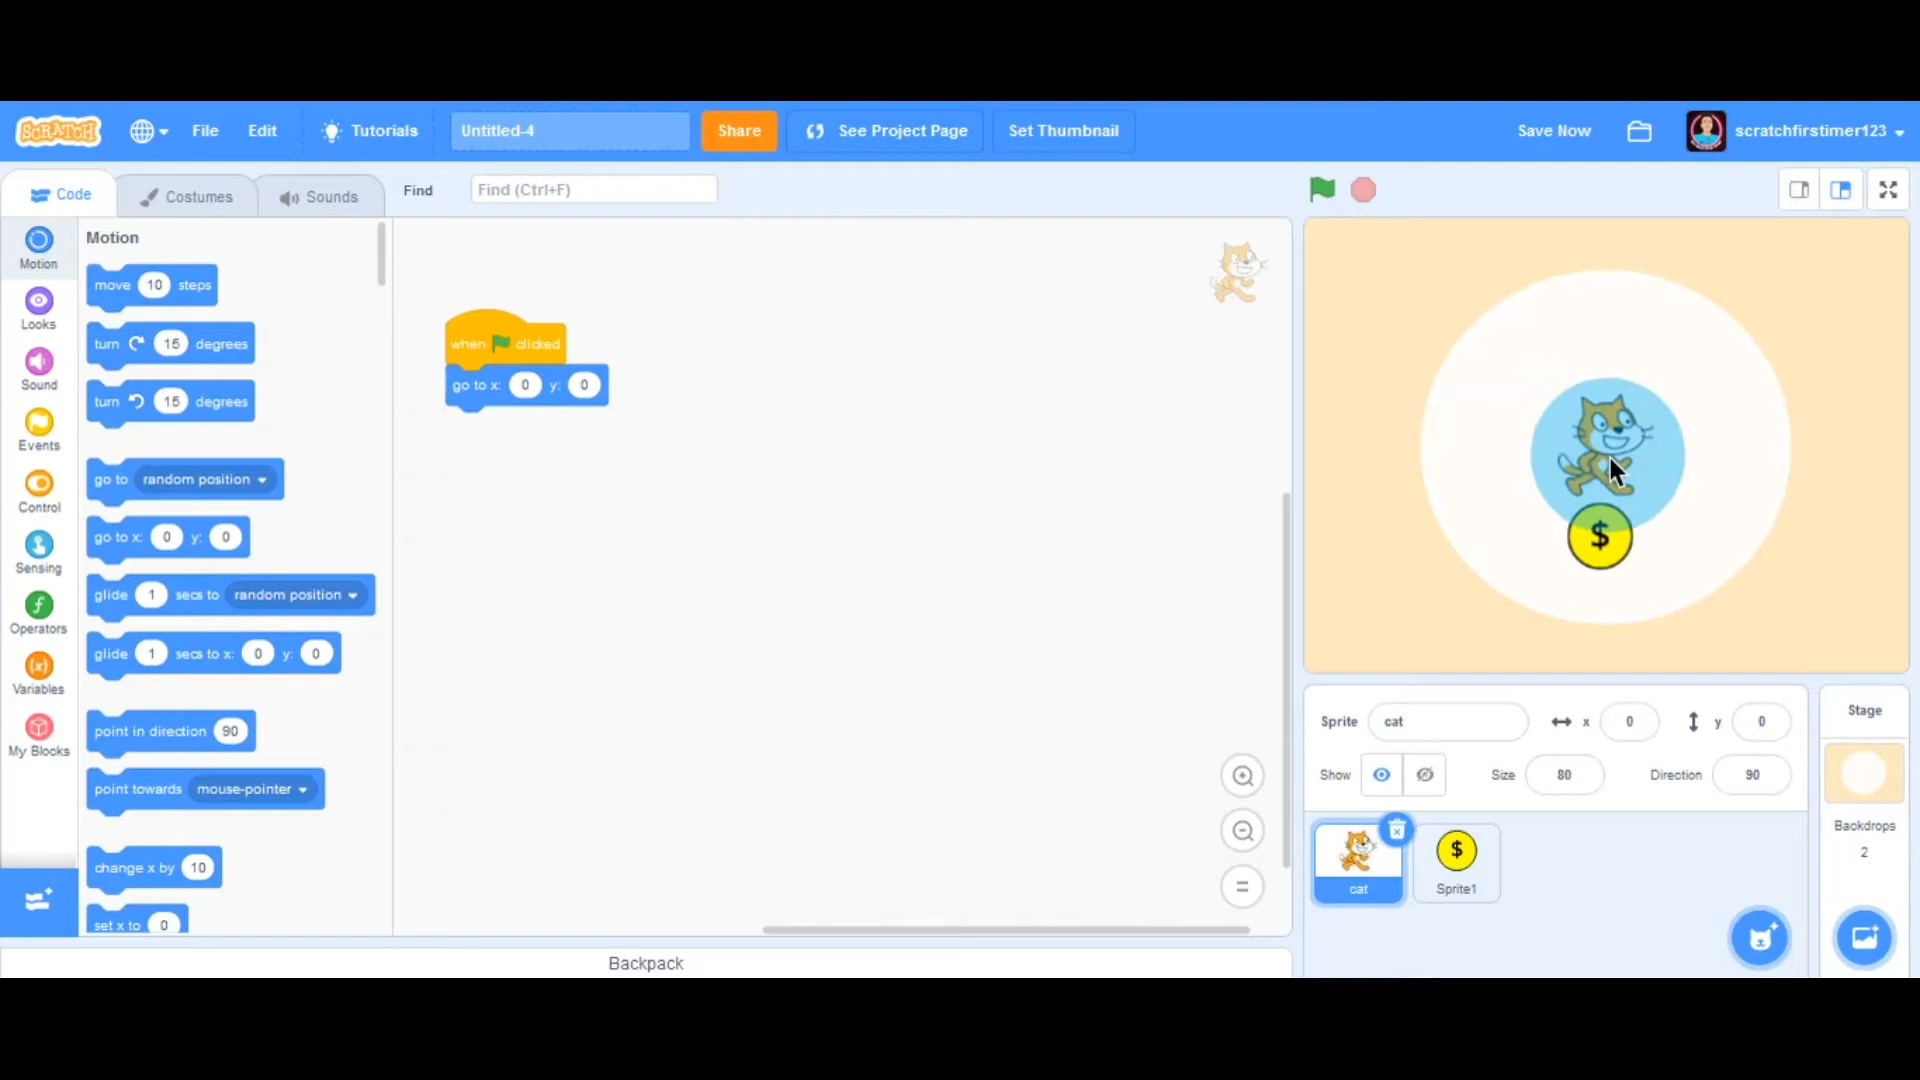 SCRATCH File Edit Tutorials Untitled-4 Share See Project Page Set Thumbnail Save Now scratchfirstimer123
Code Costumes Sounds Find Find (Ctrl+F)
Motion
Looks
Sound
Events
Control
Sensing
Operators
Variables
My Blocks
Motion
move 10 steps
turn 15 degrees
turn 15 degrees
go to random position
go to x: 0 y: 0
glide 1 secs to random position
glide 1 secs to x: 0 y: 0
point in direction 90
point towards mouse-pointer
change x by 10
set x to 0
when clicked
go to x: 0 y: 0
$
Sprite cat x 0 y 0
Show Size 80 Direction 90
cat
$
Sprite1
Stage
Backdrops
2
Backpack